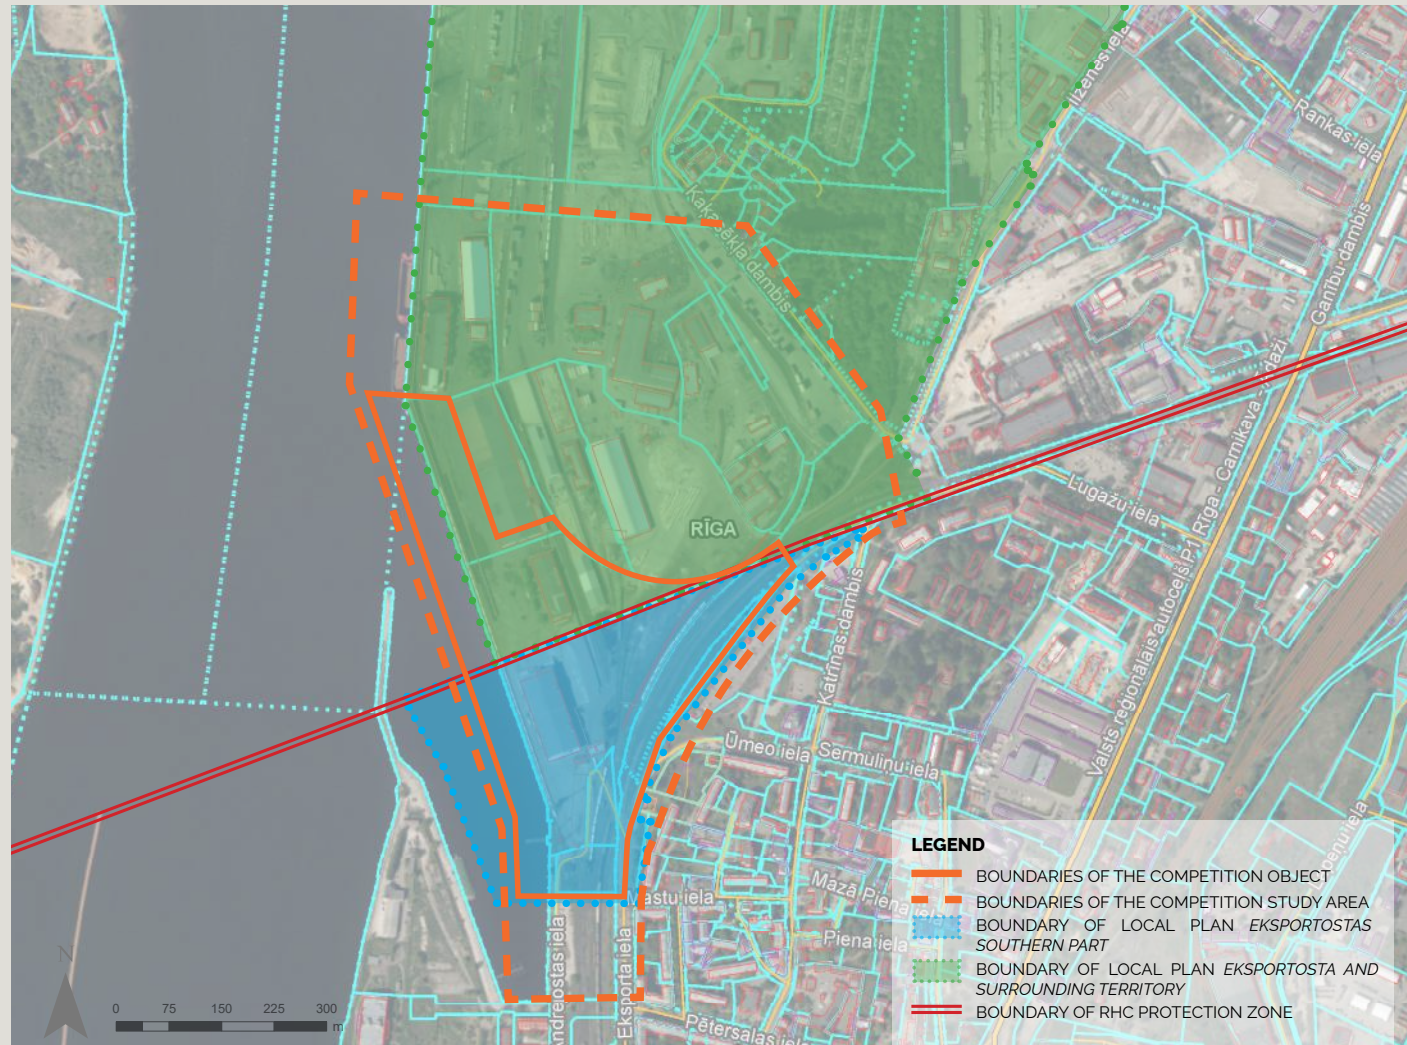 Ilzenes iela
Rankas iela
Ganību dambis
Kaķasēkļa dambis
RĪGA
Lugažu iela
Valsts reģionālais autoceļš P1 Rīga - Carnikava - Ādaži
Katrīnas dambis
Ūmeo iela
Sermuliņu iela
Mastu iela
Mazā Piena iela
Piena iela
Andrejostas iela
Eksporta iela
Pētersalas iela
LEGEND
BOUNDARIES OF THE COMPETITION OBJECT
BOUNDARIES OF THE COMPETITION STUDY AREA
BOUNDARY OF LOCAL PLAN EKSPORTOSTAS
SOUTHERN PART
BOUNDARY OF LOCAL PLAN EKSPORTOSTA AND
SURROUNDING TERRITORY
BOUNDARY OF RHC PROTECTION ZONE
N
0 75 150 225 300
m